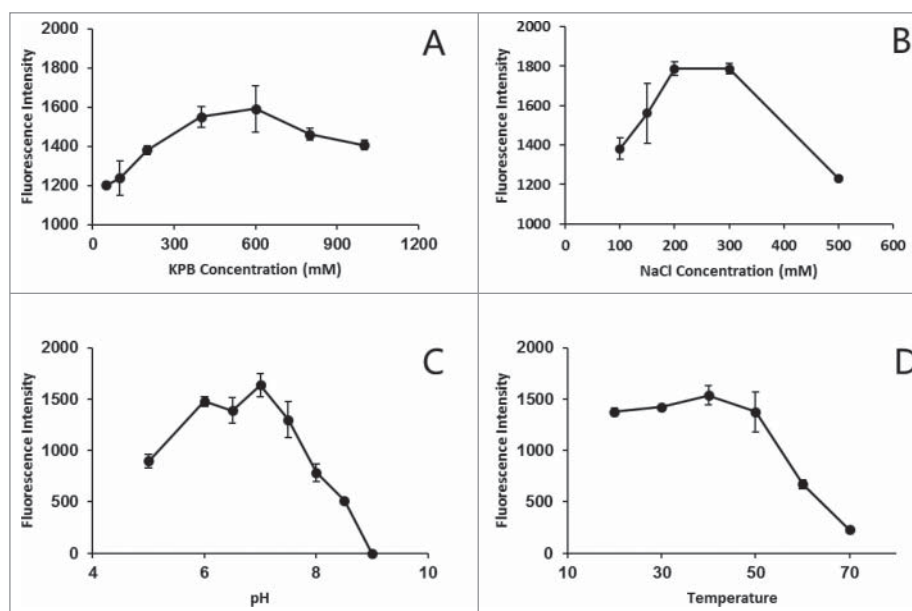 A
Fluorescence Intensity
2000
1800
1600
1400
1200
1000
0 300 600 900 1200
KPB Concentration (mM)
B
Fluorescence Intensity
2000
1800
1600
1400
1200
1000
0 100 200 300 400 500 600
NaCl Concentration (mM)
C
Fluorescence Intensity
2000
1500
1000
500
0
4 6 8 10
pH
D
Fluorescence Intensity
2000
1500
1000
500
0
10 30 50 70
Temperature